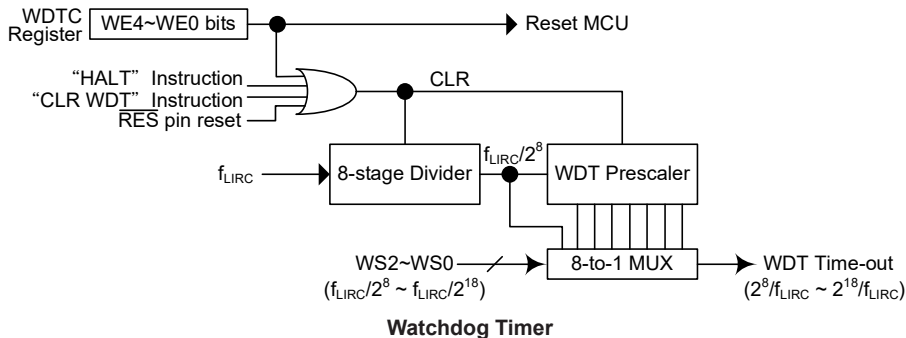 WDTC
Register
WE4~WE0 bits
Reset MCU
“HALT” Instruction
“CLR WDT” Instruction
RES pin reset
CLR
fLIRC
8-stage Divider
fLIRC/2⁸
WDT Prescaler
WS2~WS0
(fLIRC/2⁸ ~ fLIRC/2¹⁸)
8-to-1 MUX
WDT Time-out
(2⁸/fLIRC ~ 2¹⁸/fLIRC)
Watchdog Timer